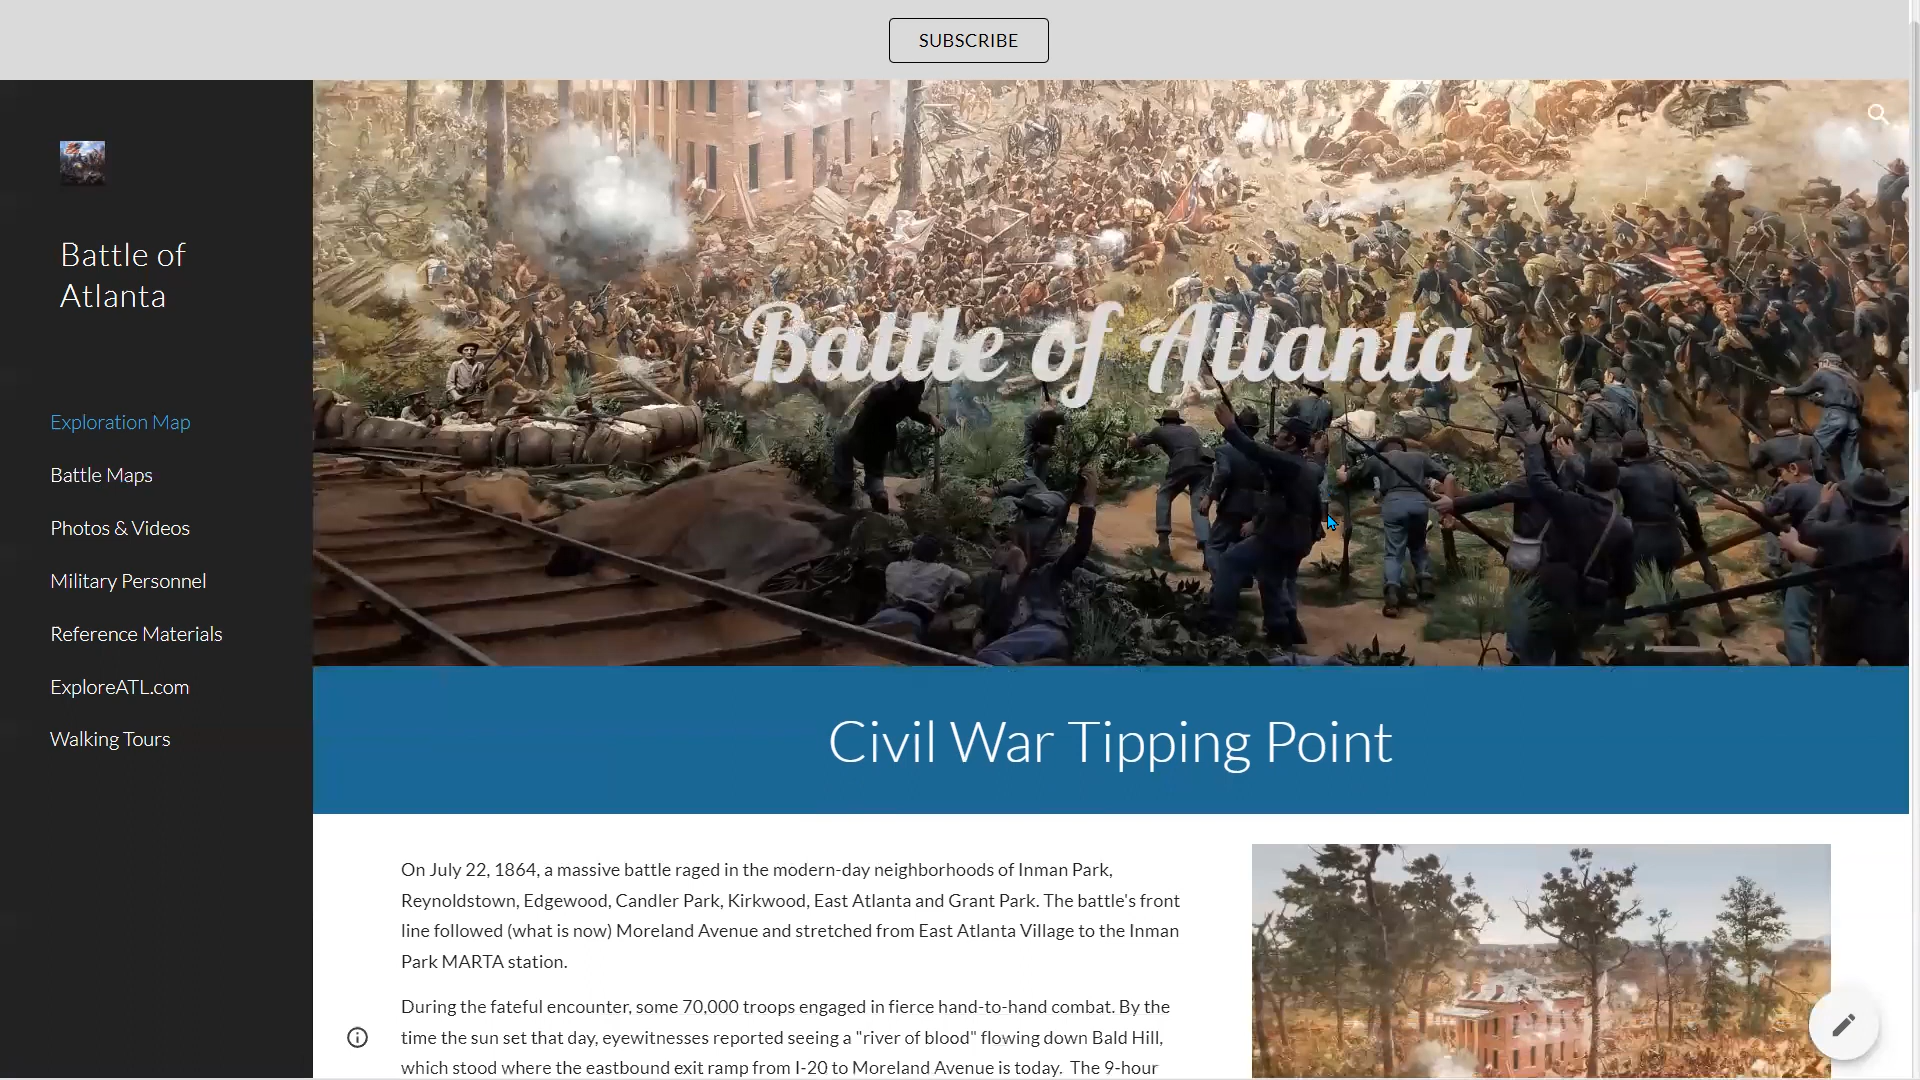 SUBSCRIBE
Battle of
Atlanta
Exploration Map
Battle Maps
Photos & Videos
Military Personnel
Reference Materials
ExploreATL.com
Walking Tours
Battle of Atlanta
Civil War Tipping Point
On July 22, 1864, a massive battle raged in the modern-day neighborhoods of Inman Park,
Reynoldstown, Edgewood, Candler Park, Kirkwood, East Atlanta and Grant Park. The battle's front
line followed (what is now) Moreland Avenue and stretched from East Atlanta Village to the Inman
Park MARTA station.
During the fateful encounter, some 70,000 troops engaged in fierce hand-to-hand combat. By the
time the sun set that day, eyewitnesses reported seeing a "river of blood" flowing down Bald Hill,
which stood where the eastbound exit ramp from I-20 to Moreland Avenue is today. The 9-hour